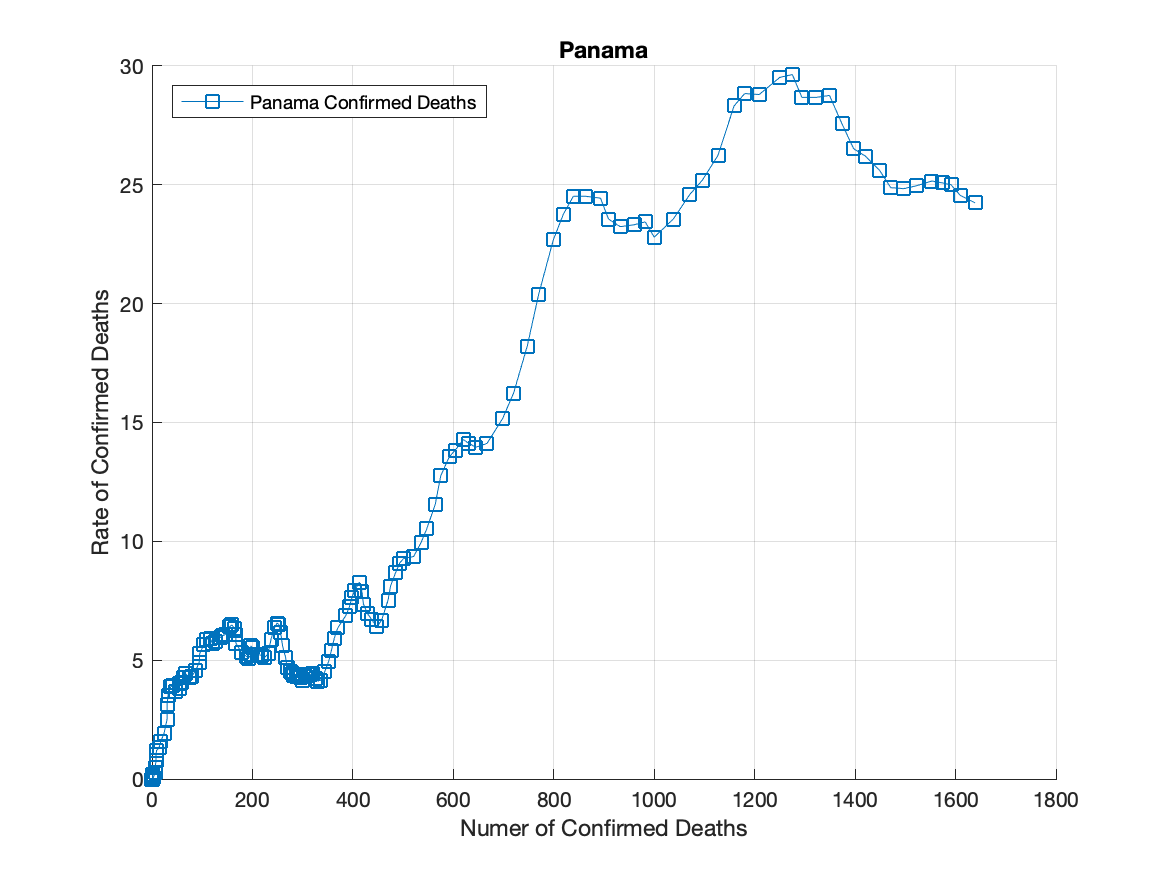 Panama
Panama Confirmed Deaths
Rate of Confirmed Deaths
30
25
20
15
10
5
0
0 200 400 600 800 1000 1200 1400 1600 1800
Numer of Confirmed Deaths